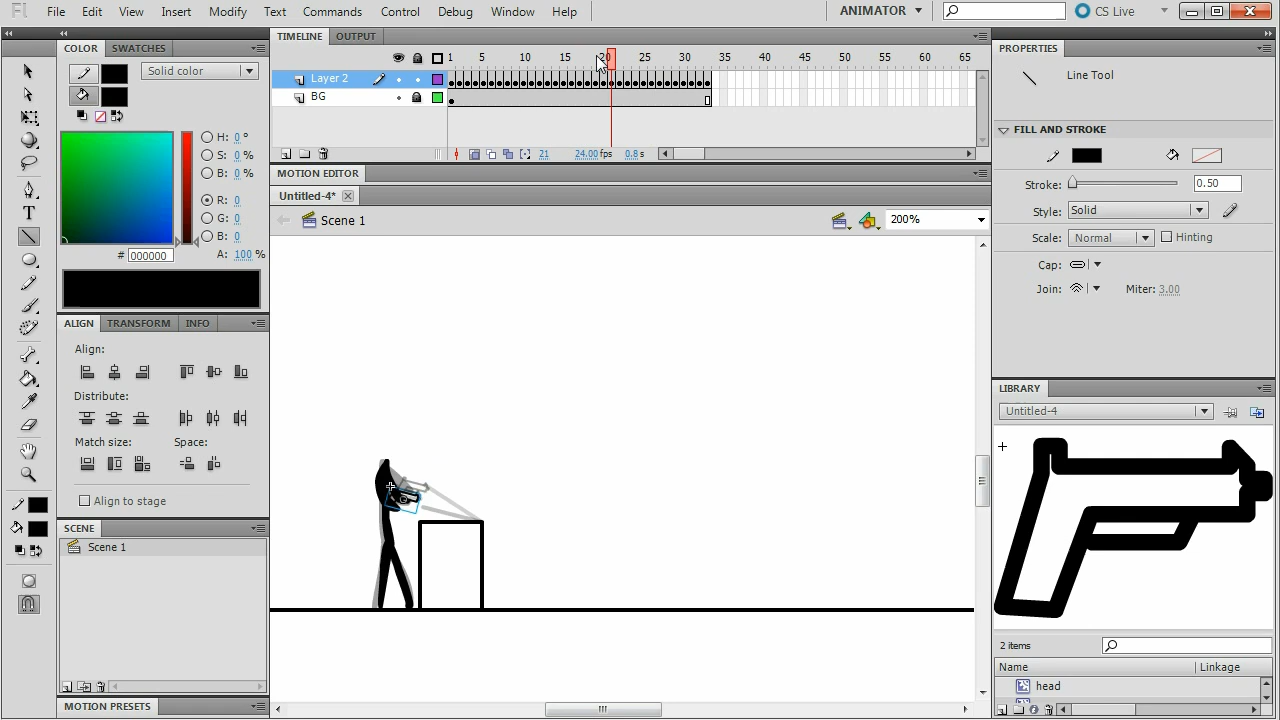 Fl File Edit View Insert Modify Text Commands Control Debug Window Help ANIMATOR CS Live
COLOR SWATCHES
Solid color
H: 0 °
S: 0 %
B: 0 %
R: 0
G: 0
B: 0
# 000000 A: 100 %
ALIGN TRANSFORM INFO
Align:
Distribute:
Match size: Space:
Align to stage
SCENE
Scene 1
MOTION PRESETS
TIMELINE OUTPUT
1 5 10 15 20 25 30 35 40 45 50 55 60 65
Layer 2
BG
21 24.00 fps 0.8 s
MOTION EDITOR
Untitled-4*
Scene 1 200%
PROPERTIES
Line Tool
FILL AND STROKE
Stroke: 0.50
Style: Solid
Scale: Normal Hinting
Cap:
Join: Miter: 3.00
LIBRARY
Untitled-4
2 items
Name Linkage
head